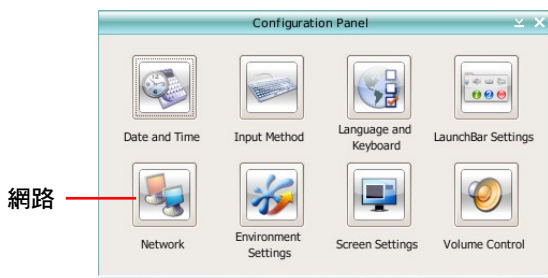 Configuration Panel
Date and Time
Input Method
Language and
Keyboard
LaunchBar Settings
網路
Network
Environment
Settings
Screen Settings
Volume Control